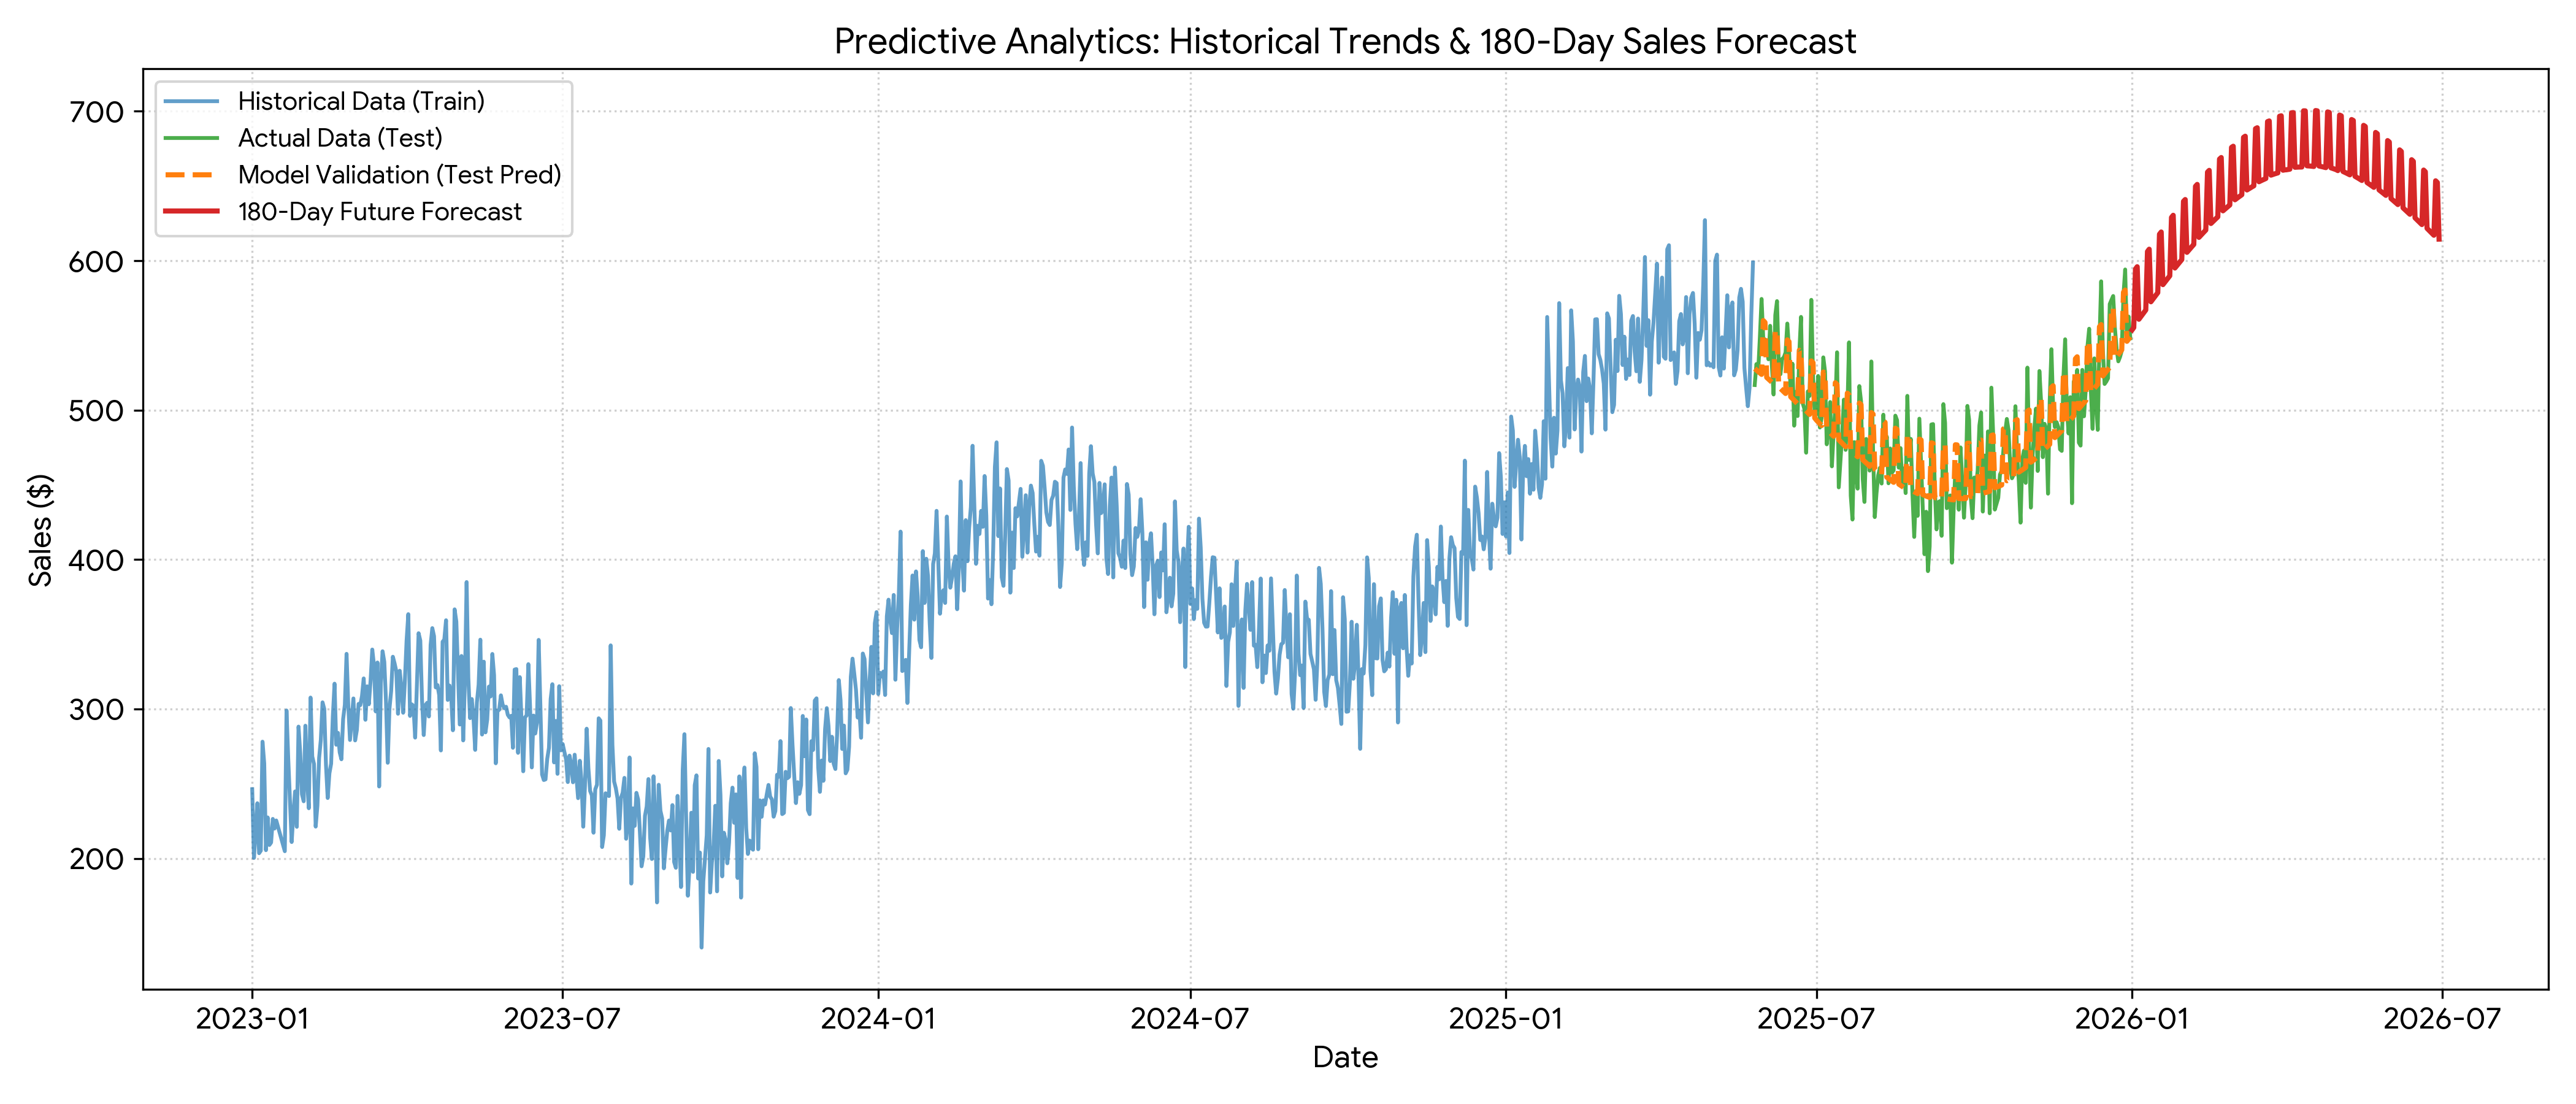 Predictive Analytics: Historical Trends & 180-Day Sales Forecast
Historical Data (Train)
Actual Data (Test)
Model Validation (Test Pred)
180-Day Future Forecast
700
600
500
400
300
200
Sales ($)
2023-01
2023-07
2024-01
2024-07
2025-01
2025-07
2026-01
2026-07
Date